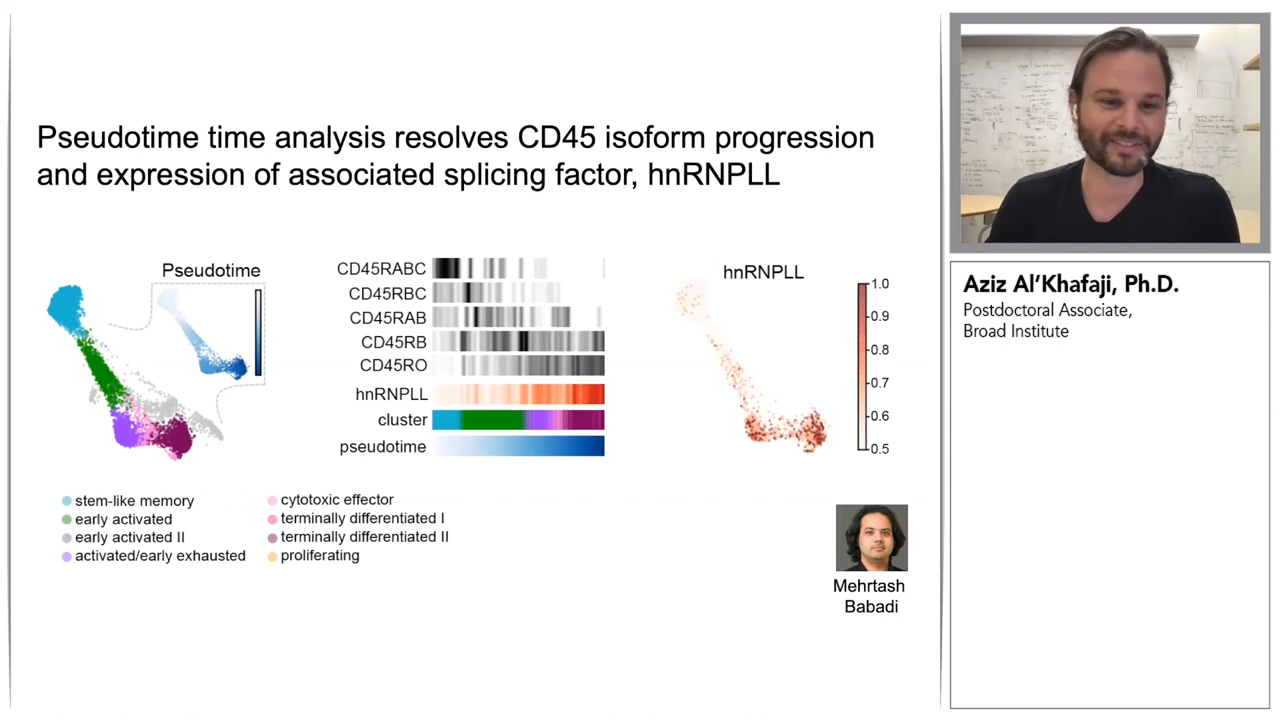 Pseudotime time analysis resolves CD45 isoform progression
and expression of associated splicing factor, hnRNPLL
Pseudotime
CD45RABC
CD45RBC
CD45RAB
CD45RB
CD45RO
hnRNPLL
cluster
pseudotime
hnRNPLL
1.0
0.9
0.8
0.7
0.6
0.5
stem-like memory
early activated
early activated II
activated/early exhausted
cytotoxic effector
terminally differentiated I
terminally differentiated II
proliferating
Mehrtash
Babadi
Aziz Al’Khafaji, Ph.D.
Postdoctoral Associate,
Broad Institute